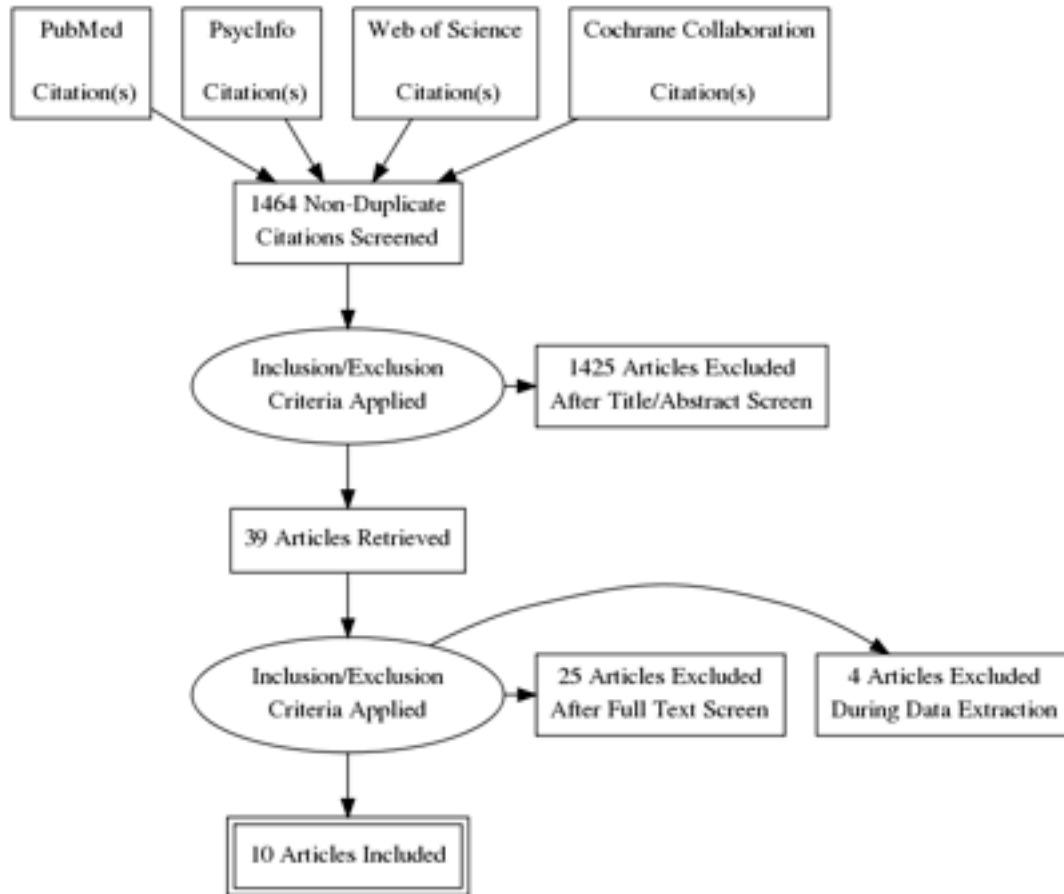 PubMed
Citation(s)
PsycInfo
Citation(s)
Web of Science
Citation(s)
Cochrane Collaboration
Citation(s)
1464 Non-Duplicate
Citations Screened
Inclusion/Exclusion
Criteria Applied
1425 Articles Excluded
After Title/Abstract Screen
39 Articles Retrieved
Inclusion/Exclusion
Criteria Applied
25 Articles Excluded
After Full Text Screen
4 Articles Excluded
During Data Extraction
10 Articles Included